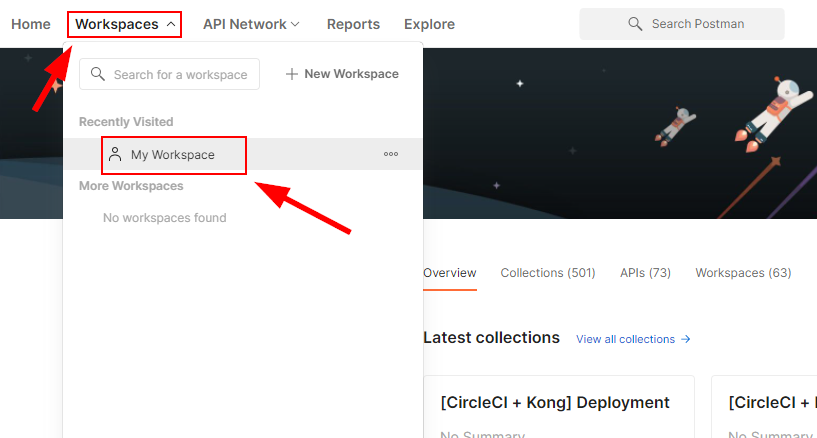 Home Workspaces API Network Reports Explore Search Postman
Search for a workspace New Workspace
Recently Visited
My Workspace
More Workspaces
No workspaces found
Overview Collections (501) APIs (73) Workspaces (63)
Latest collections View all collections →
[CircleCI + Kong] Deployment [CircleCI +
No Summary No Summary